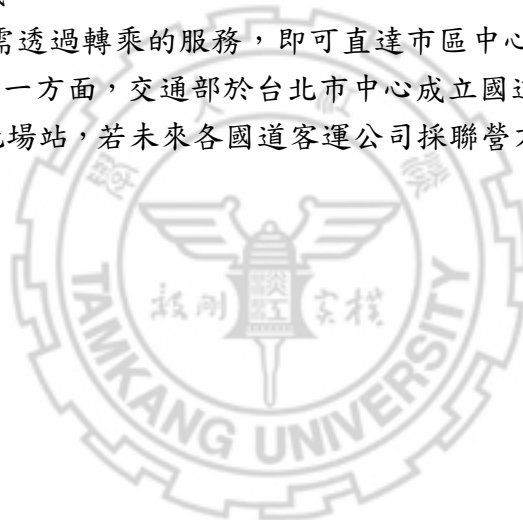 需透過轉乘的服務，即可直達市區中心
一方面，交通部於台北市中心成立國道
場站，若未來各國道客運公司採聯營
TAMKANG UNIVERSITY